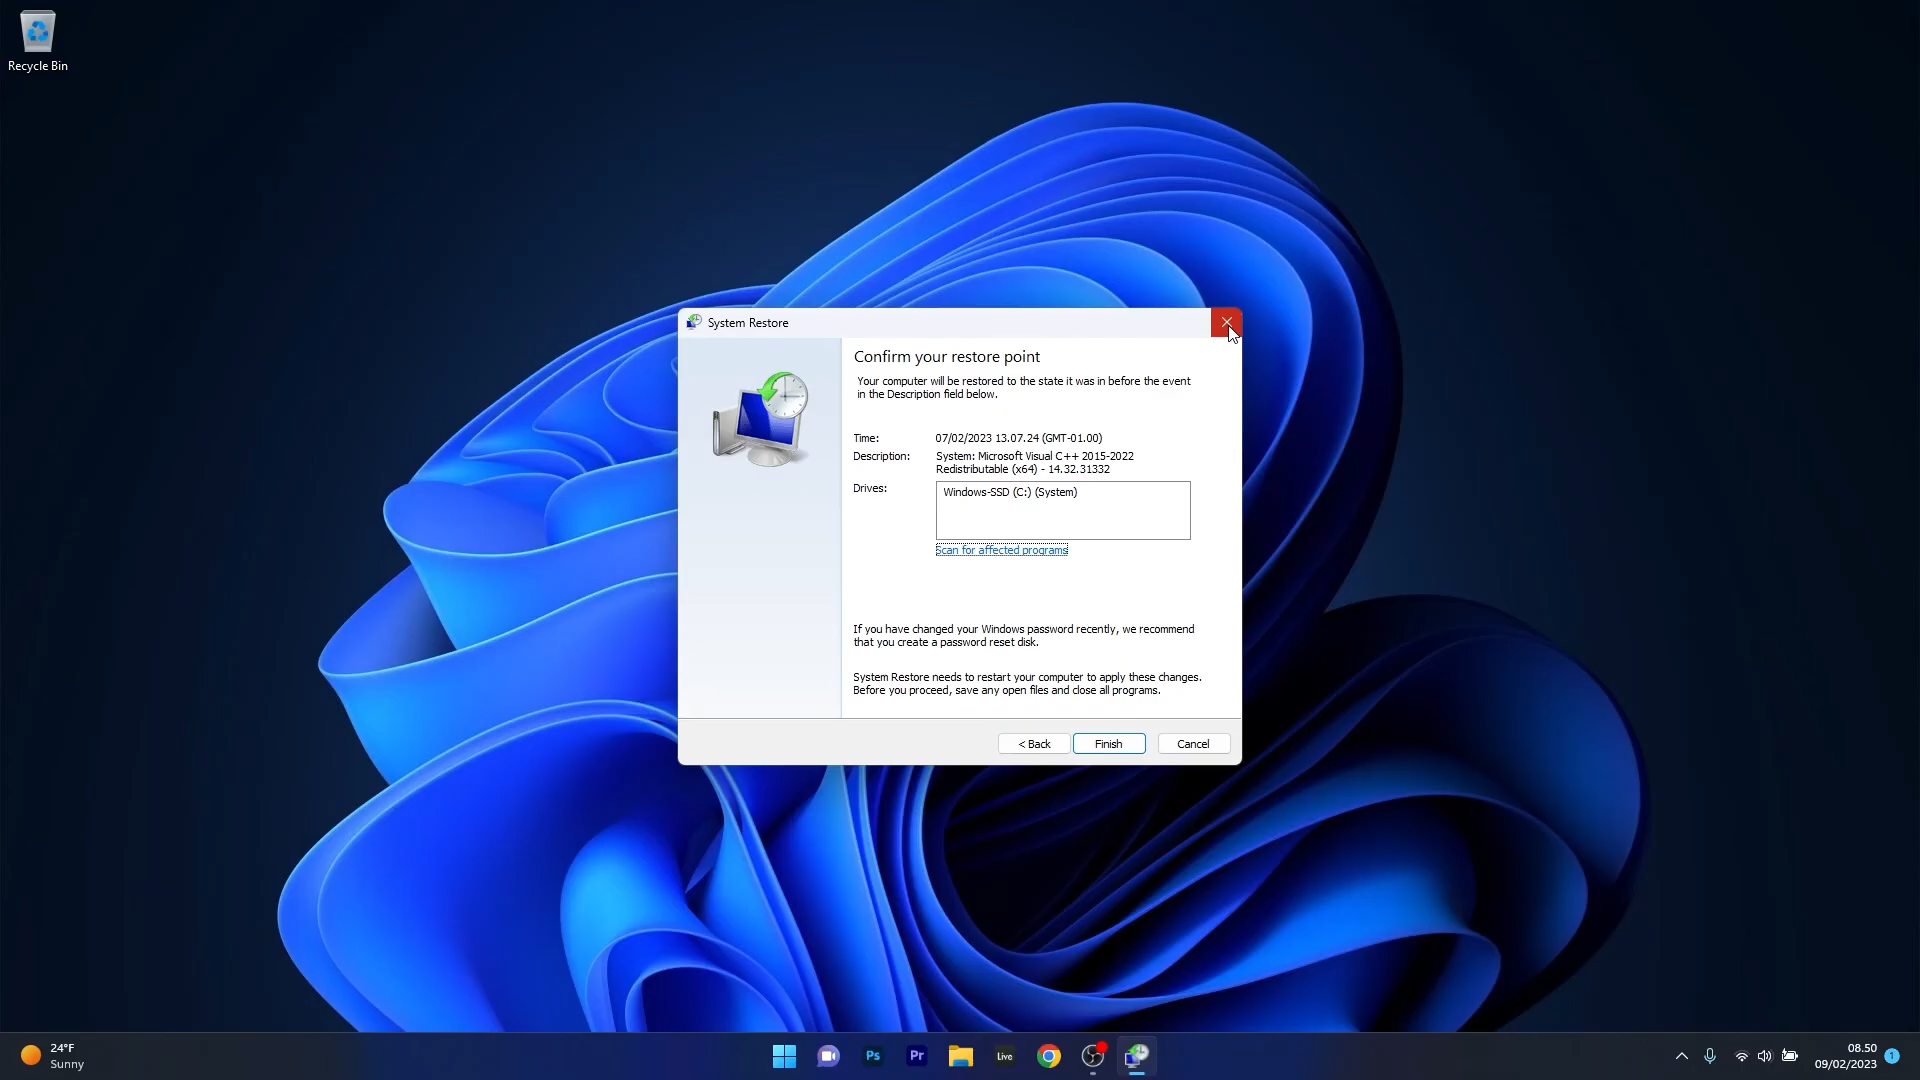 Recycle Bin
System Restore
Confirm your restore point
Your computer will be restored to the state it was in before the event
in the Description field below.
Time: 07/02/2023 13.07.24 (GMT-01.00)
Description: System: Microsoft Visual C++ 2015-2022
Redistributable (x64) - 14.32.31332
Drives:
Windows-SSD (C:) (System)
Scan for affected programs
If you have changed your Windows password recently, we recommend
that you create a password reset disk.
System Restore needs to restart your computer to apply these changes.
Before you proceed, save any open files and close all programs.
< Back Finish Cancel
24°F
Sunny
Ps Pr Live
08.50
09/02/2023
1